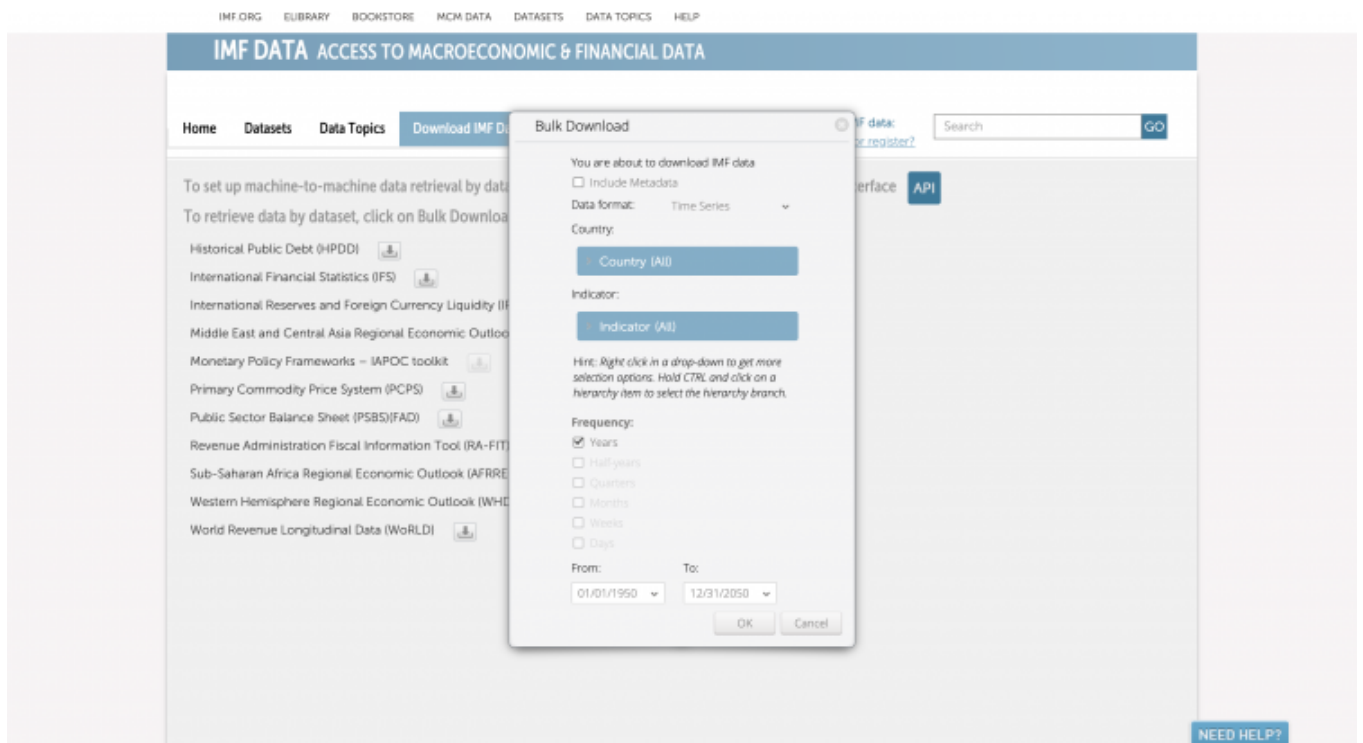 IMF.ORG ELIBRARY BOOKSTORE MCM DATA DATASETS DATA TOPICS HELP
IMF DATA ACCESS TO MACROECONOMIC & FINANCIAL DATA
Home Datasets Data Topics Download IMF D
F data:
or register?
Search GO
To set up machine-to-machine data retrieval by data
erface API
To retrieve data by dataset, click on Bulk Downloa
Historical Public Debt (HPDD)
International Financial Statistics (IFS)
International Reserves and Foreign Currency Liquidity (IR
Middle East and Central Asia Regional Economic Outloo
Monetary Policy Frameworks – IAPOC toolkit
Primary Commodity Price System (PCPS)
Public Sector Balance Sheet (PSBS)(FAD)
Revenue Administration Fiscal Information Tool (RA-FIT)
Sub-Saharan Africa Regional Economic Outlook (AFRRE
Western Hemisphere Regional Economic Outlook (WHD
World Revenue Longitudinal Data (WoRLD)
Bulk Download
You are about to download IMF data
Include Metadata
Data format: Time Series
Country:
Country (All)
Indicator:
Indicator (All)
Hint: Right click in a drop-down to get more
selection options. Hold CTRL and click on a
hierarchy item to select the hierarchy branch.
Frequency:
Years
Half-years
Quarters
Months
Weeks
Days
From: To:
01/01/1950 12/31/2050
OK Cancel
NEED HELP?